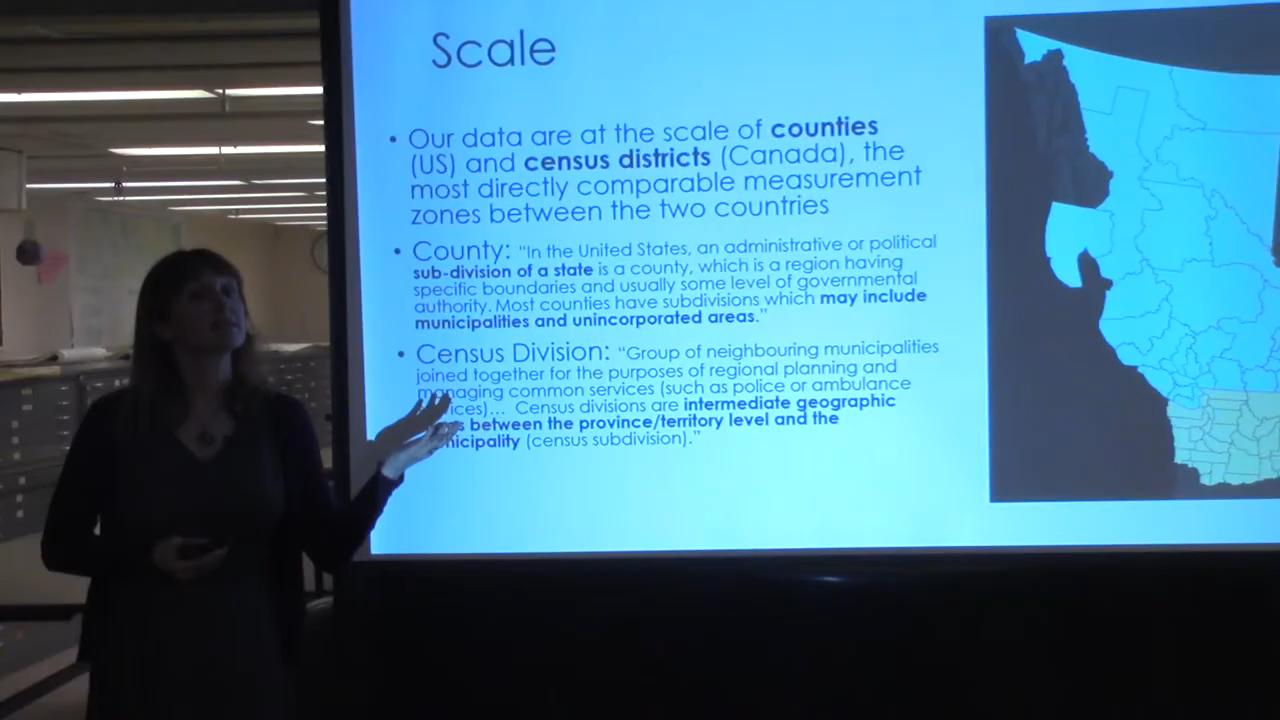 Scale
• Our data are at the scale of counties
(US) and census districts (Canada), the
most directly comparable measurement
zones between the two countries
• County: “In the United States, an administrative or political
sub-division of a state is a county, which is a region having
specific boundaries and usually some level of governmental
authority. Most counties have subdivisions which may include
municipalities and unincorporated areas.”
• Census Division: “Group of neighbouring municipalities
joined together for the purposes of regional planning and
managing common services (such as police or ambulance
ices)… Census divisions are intermediate geographic
s between the province/territory level and the
nicipality (census subdivision).”